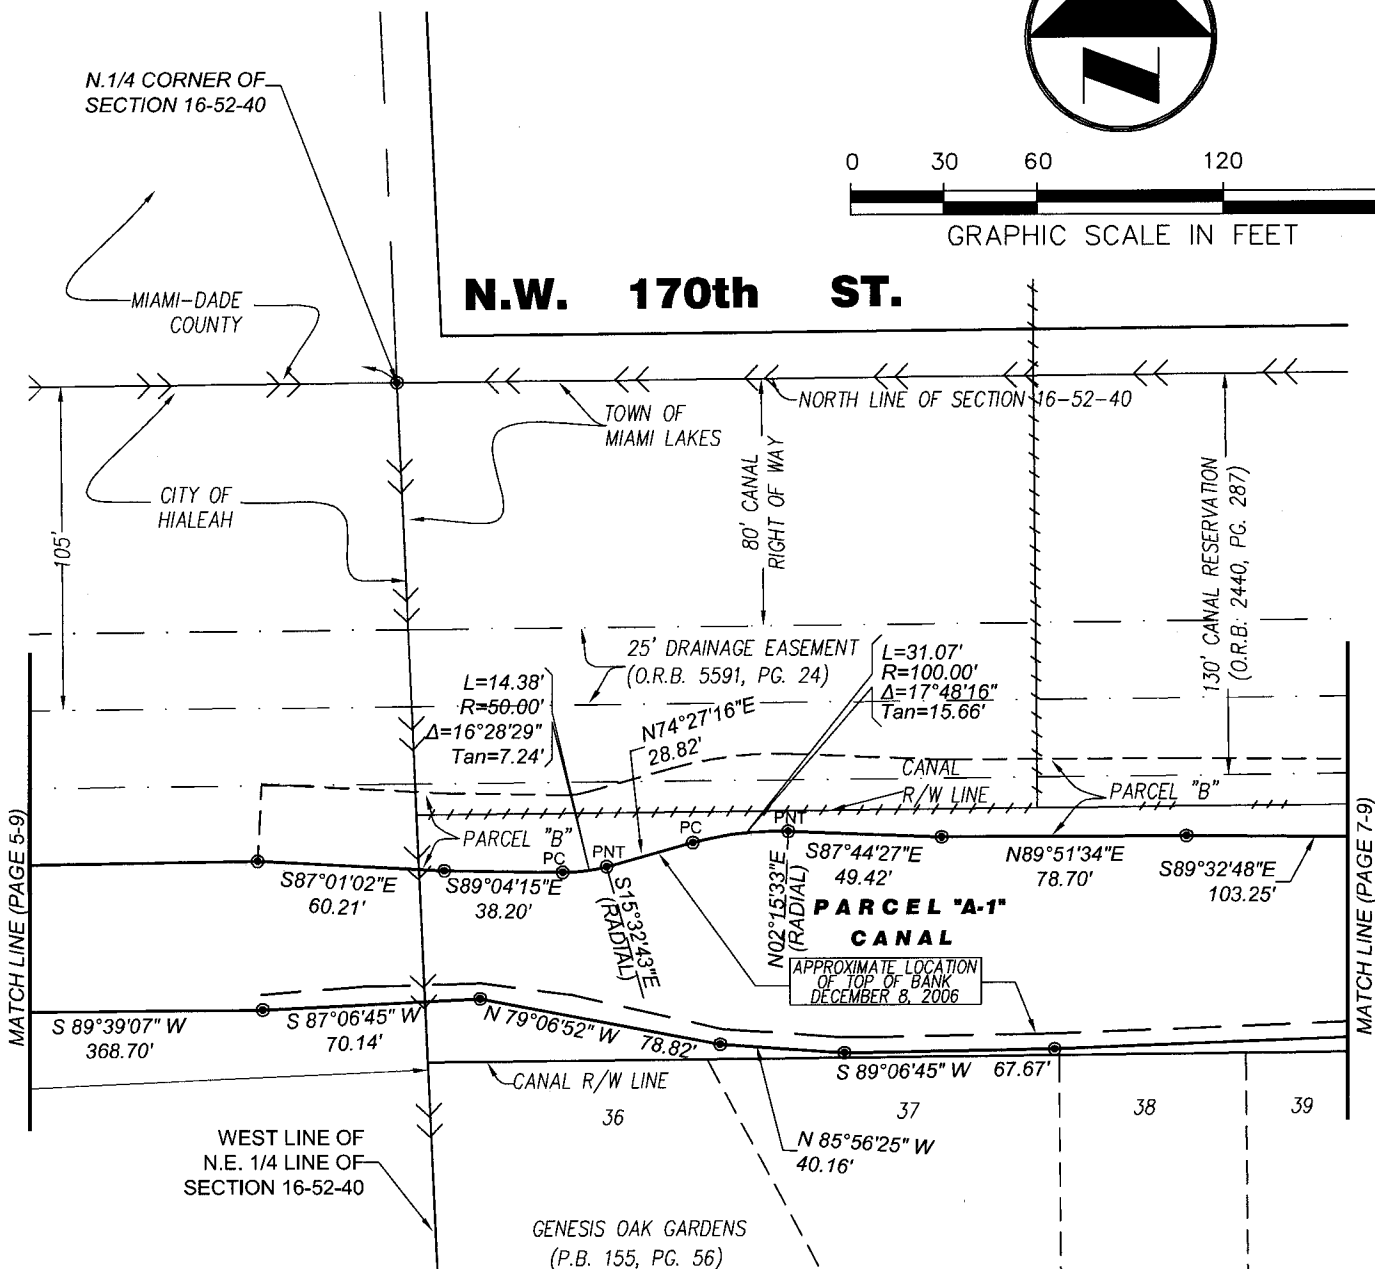 N.1/4 CORNER OF
SECTION 16-52-40
0 30 60 120
GRAPHIC SCALE IN FEET
N.W. 170th ST.
MIAMI-DADE
COUNTY
NORTH LINE OF SECTION 16-52-40
TOWN OF
MIAMI LAKES
CITY OF
HIALEAH
105'
80' CANAL
RIGHT OF WAY
130' CANAL RESERVATION
(O.R.B. 2440, PG. 287)
25' DRAINAGE EASEMENT
(O.R.B. 5591, PG. 24)
L=14.38'
R=50.00'
Δ=16°28'29"
Tan=7.24'
L=31.07'
R=100.00'
Δ=17°48'16"
Tan=15.66'
N74°27'16"E
28.82'
CANAL
R/W LINE
PARCEL "B"
PARCEL "B"
PC
PNT
PC
PNT
S87°01'02"E
60.21'
S89°04'15"E
38.20'
S15°32'43"E
(RADIAL)
N02°15'33"E
(RADIAL)
S87°44'27"E
49.42'
N89°51'34"E
78.70'
S89°32'48"E
103.25'
PARCEL "A-1"
CANAL
APPROXIMATE LOCATION
OF TOP OF BANK
DECEMBER 8, 2006
MATCH LINE (PAGE 5-9)
MATCH LINE (PAGE 7-9)
S 89°39'07" W
368.70'
S 87°06'45" W
70.14'
N 79°06'52" W
78.82'
S 89°06'45" W
67.67'
N 85°56'25" W
40.16'
CANAL R/W LINE
36
37
38
39
WEST LINE OF
N.E. 1/4 LINE OF
SECTION 16-52-40
GENESIS OAK GARDENS
(P.B. 155, PG. 56)